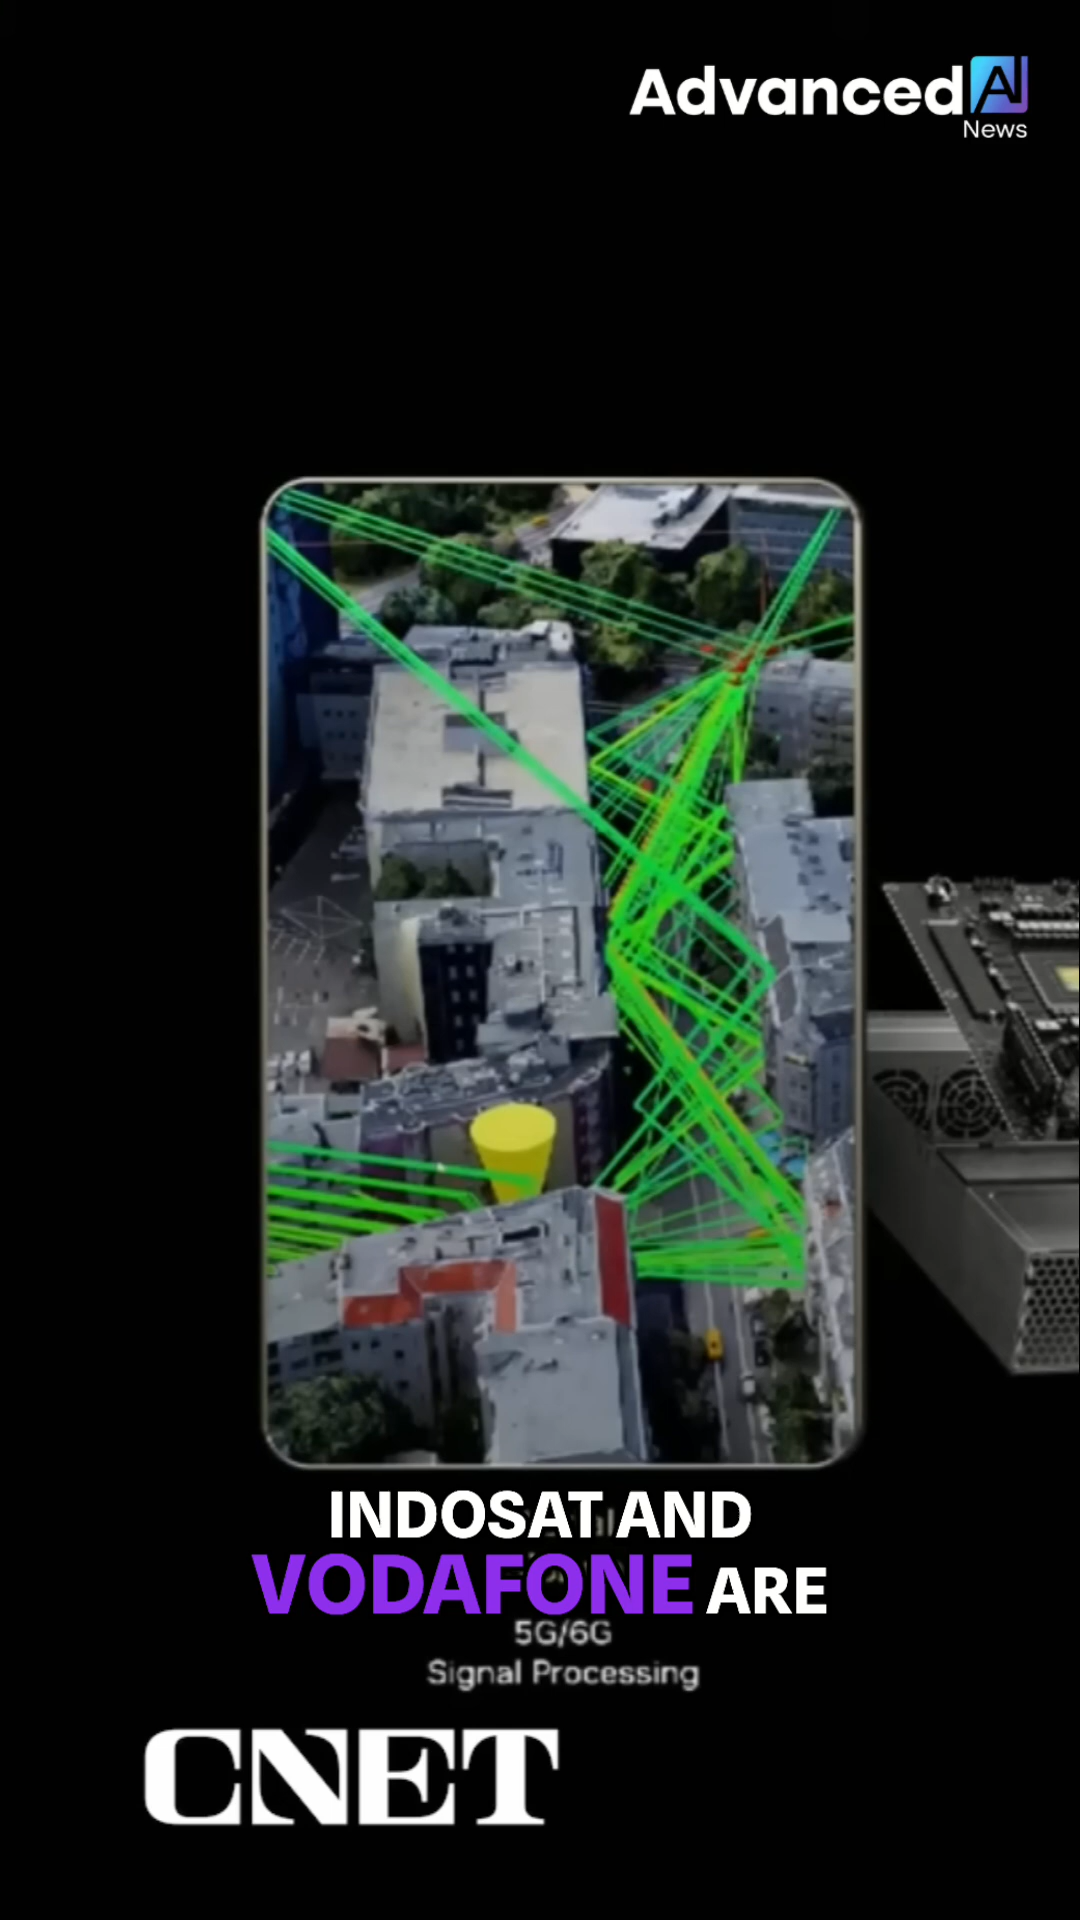 Advanced AI
News
INDOSAT AND
VODAFONE ARE
5G/6G
Signal Processing
CNET